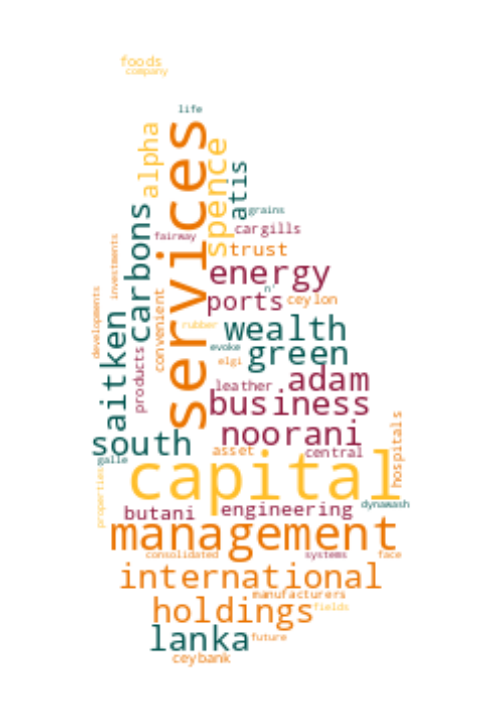 foods
company
life
services
alpha
spence
atis
grains
carbons
fairway
cargills
trust
investments
energy
n'
developments
convenient
ports
ceylon
aitken
rubber
wealth
products
evoke
green
elgi
leather
adam
business
south
noorani
asset
central
hospitals
galle
capital
properties
dynawash
butani
engineering
management
consolidated
systems
face
international
manufacturers
holdings
fields
lanka
future
ceybank